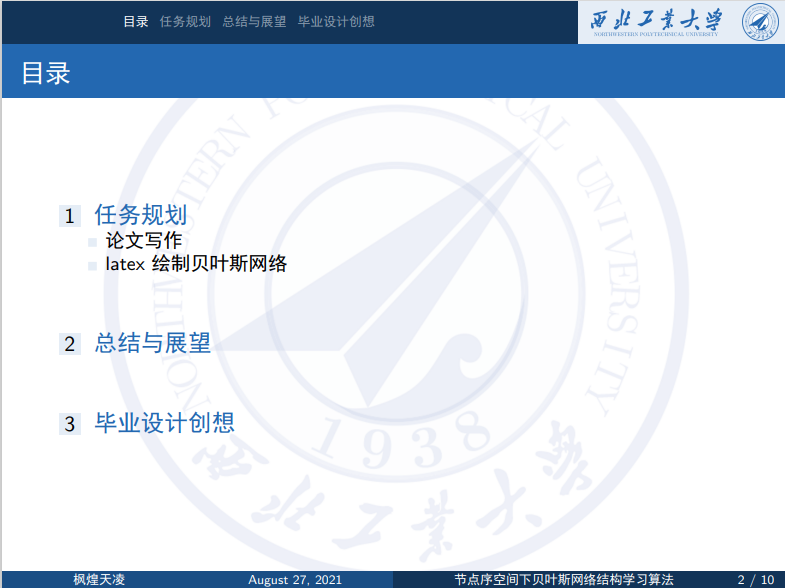 目录 任务规划 总结与展望 毕业设计创想
西北工业大学
NORTHWESTERN POLYTECHNICAL UNIVERSITY
目录
1 任务规划
论文写作
latex 绘制贝叶斯网络
2 总结与展望
3 毕业设计创想
NORTHWESTERN POLYTECHNICAL UNIVERSITY
1938
西北工业大学
枫煌天凌 August 27, 2021 节点序空间下贝叶斯网络结构学习算法 2 / 10